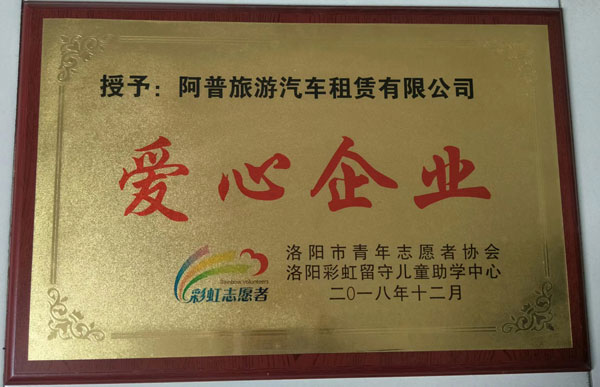 授予：阿普旅游汽车租赁有限公司
爱心企业
Rainbow volunteers
彩虹志愿者
洛阳市青年志愿者协会
洛阳彩虹留守儿童助学中心
二〇一八年十二月